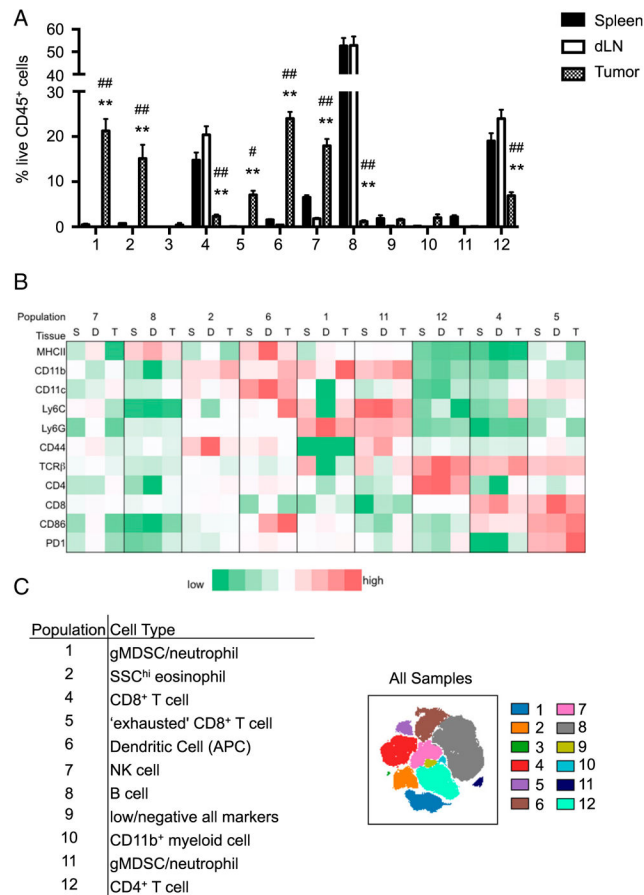 A
Spleen
dLN
Tumor
% live CD45+ cells
60
50
40
30
20
10
0
##
**
##
**
##
**
#
**
##
**
##
**
##
**
##
**
1 2 3 4 5 6 7 8 9 10 11 12
B
Population 7 8 2 6 1 11 12 4 5
Tissue S D T S D T S D T S D T S D T S D T S D T S D T S D T
MHCII
CD11b
CD11c
Ly6C
Ly6G
CD44
TCRβ
CD4
CD8
CD86
PD1
low high
C
Population Cell Type
1 gMDSC/neutrophil
2 SSChi eosinophil
4 CD8+ T cell
5 'exhausted' CD8+ T cell
6 Dendritic Cell (APC)
7 NK cell
8 B cell
9 low/negative all markers
10 CD11b+ myeloid cell
11 gMDSC/neutrophil
12 CD4+ T cell
All Samples
1 7
2 8
3 9
4 10
5 11
6 12